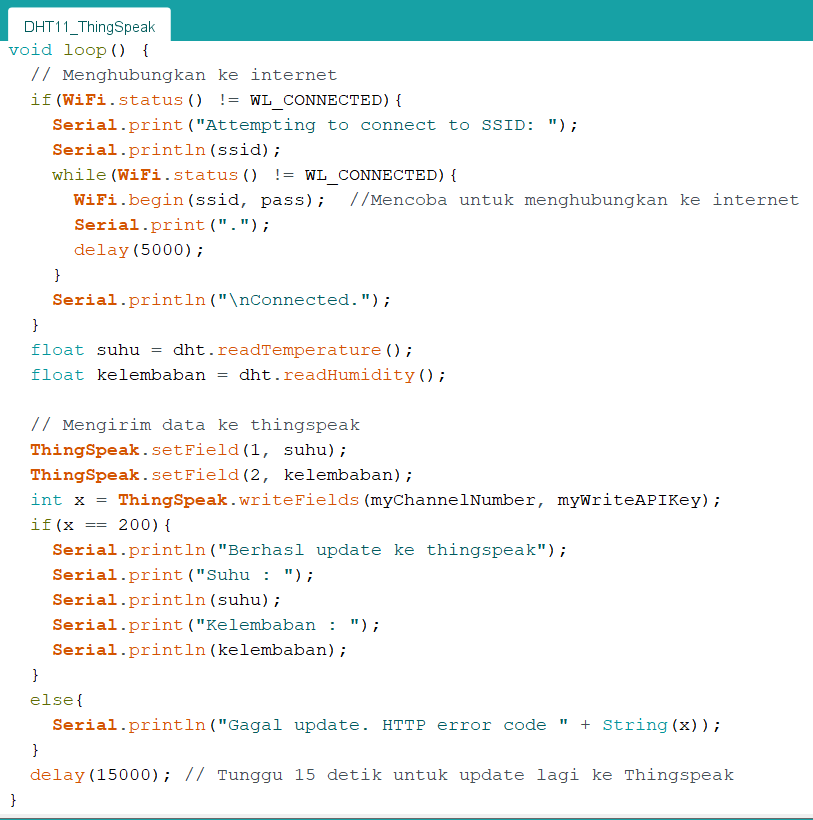 DHT11_ThingSpeak
void loop() {
  // Menghubungkan ke internet
  if(WiFi.status() != WL_CONNECTED){
    Serial.print("Attempting to connect to SSID: ");
    Serial.println(ssid);
    while(WiFi.status() != WL_CONNECTED){
      WiFi.begin(ssid, pass);  //Mencoba untuk menghubungkan ke internet
      Serial.print(".");
      delay(5000);
    }
    Serial.println("\nConnected.");
  }
  float suhu = dht.readTemperature();
  float kelembaban = dht.readHumidity();

  // Mengirim data ke thingspeak
  ThingSpeak.setField(1, suhu);
  ThingSpeak.setField(2, kelembaban);
  int x = ThingSpeak.writeFields(myChannelNumber, myWriteAPIKey);
  if(x == 200){
    Serial.println("Berhasl update ke thingspeak");
    Serial.print("Suhu : ");
    Serial.println(suhu);
    Serial.print("Kelembaban : ");
    Serial.println(kelembaban);
  }
  else{
    Serial.println("Gagal update. HTTP error code " + String(x));
  }
  delay(15000); // Tunggu 15 detik untuk update lagi ke Thingspeak
}